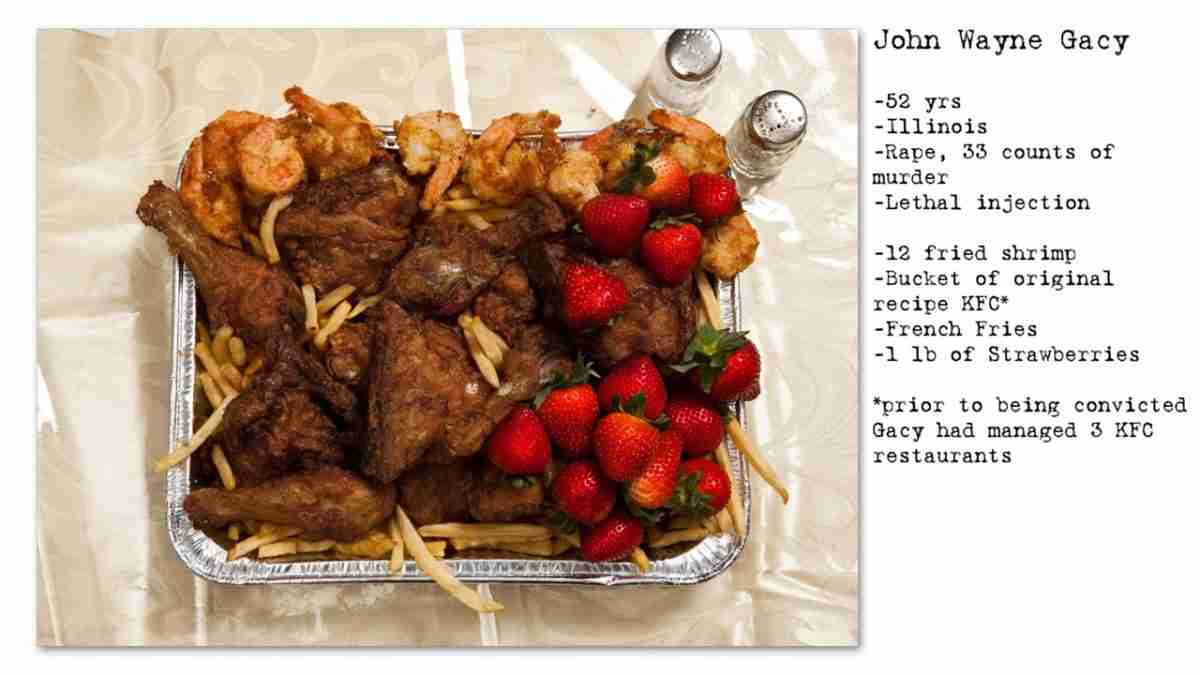 John Wayne Gacy
-52 yrs
-Illinois
-Rape, 33 counts of
murder
-Lethal injection
-12 fried shrimp
-Bucket of original
recipe KFC*
-French Fries
-1 lb of Strawberries
*prior to being convicted
Gacy had managed 3 KFC
restaurants